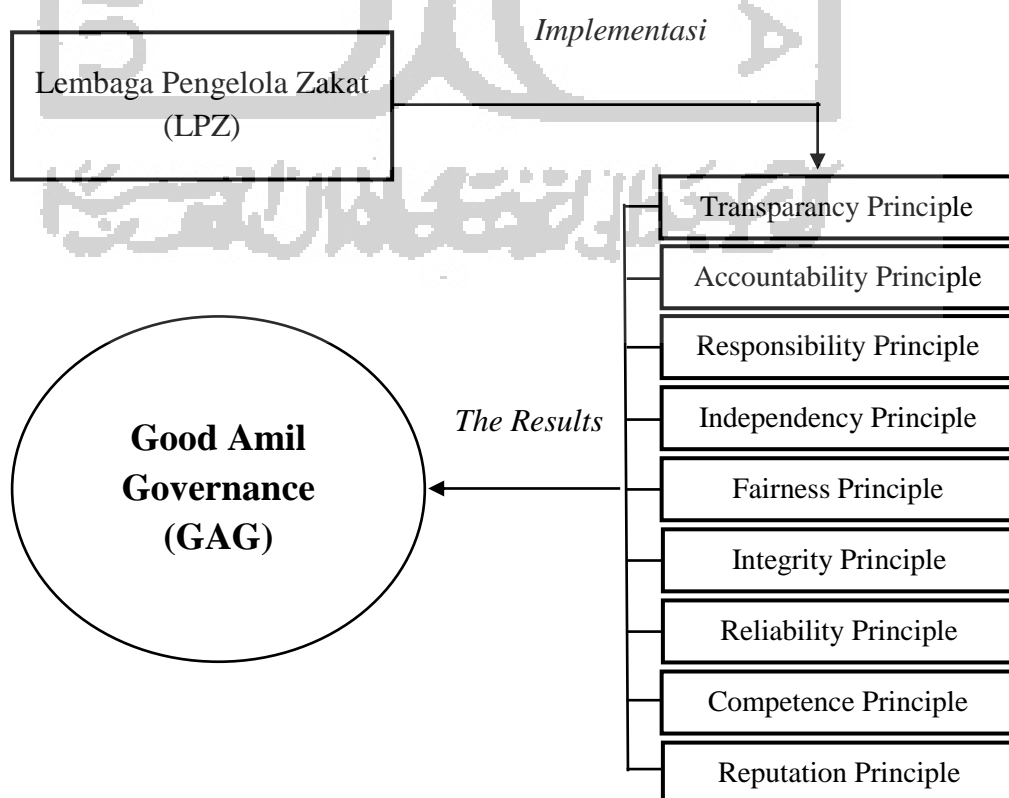 Implementasi
Lembaga Pengelola Zakat
(LPZ)
Transparancy Principle
Accountability Principle
Responsibility Principle
Independency Principle
Fairness Principle
Integrity Principle
Reliability Principle
Competence Principle
Reputation Principle
The Results
Good Amil
Governance
(GAG)